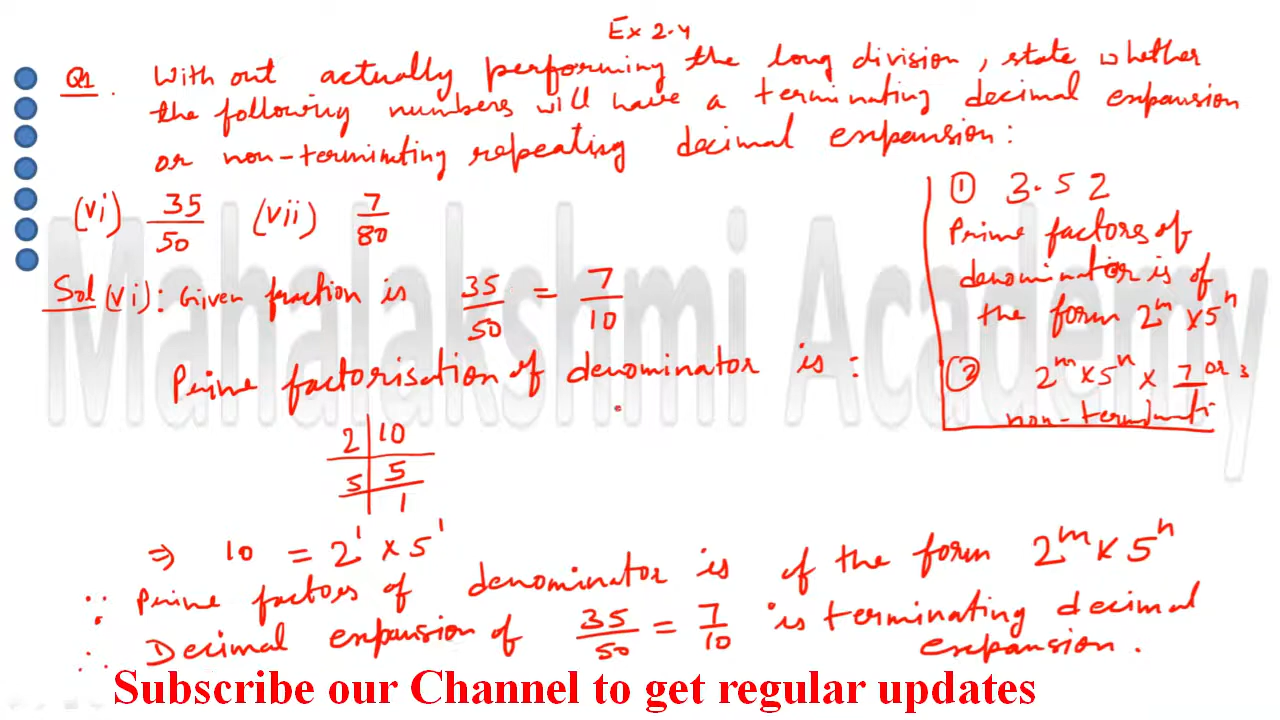 Ex 2.4
Q1. With out actually performing the long division, state whether
the following numbers will have a terminating decimal expansion
or non-terminating repeating decimal expansion:
(vi) 35/50 (vii) 7/80
Sol (vi): Given fraction is 35/50 = 7/10
Prime factorisation of denominator is:
2 | 10
5 | 5
1
⇒ 10 = 2^1 × 5^1
∵ Prime factors of denominator is of the form 2^m × 5^n
∴ Decimal expansion of 35/50 = 7/10 is terminating decimal
expansion.
① 3.52
Prime factors of
denominator is of
the form 2^m × 5^n
② 2^m × 5^n × 7 or 3
non-terminati
Mahalakshmi Academy
Subscribe our Channel to get regular updates